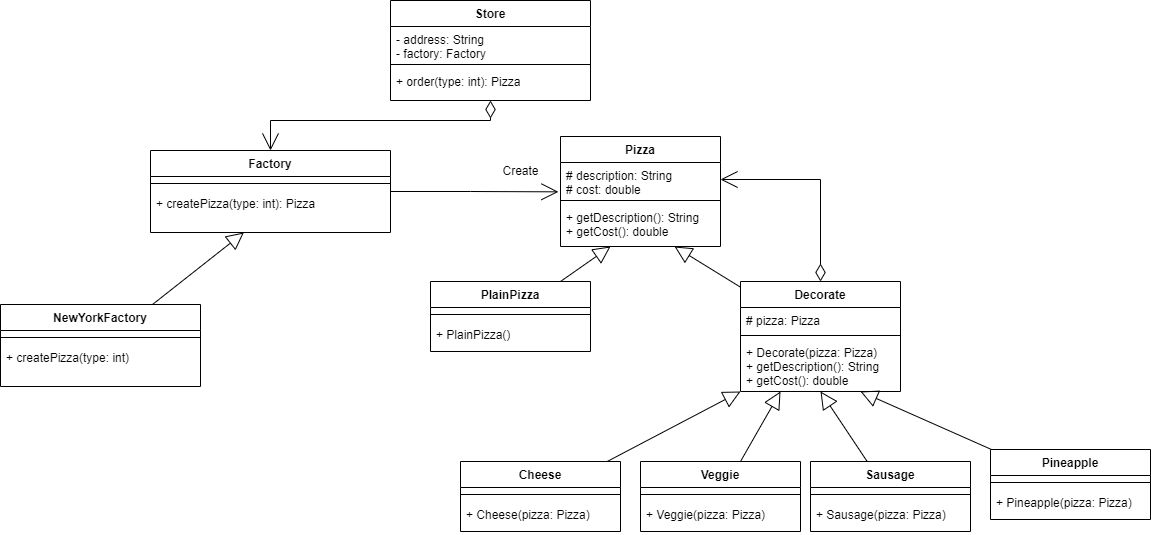 Store
- address: String
- factory: Factory
+ order(type: int): Pizza
Factory
+ createPizza(type: int): Pizza
Create
Pizza
# description: String
# cost: double
+ getDescription(): String
+ getCost(): double
NewYorkFactory
+ createPizza(type: int)
PlainPizza
+ PlainPizza()
Decorate
# pizza: Pizza
+ Decorate(pizza: Pizza)
+ getDescription(): String
+ getCost(): double
Cheese
+ Cheese(pizza: Pizza)
Veggie
+ Veggie(pizza: Pizza)
Sausage
+ Sausage(pizza: Pizza)
Pineapple
+ Pineapple(pizza: Pizza)